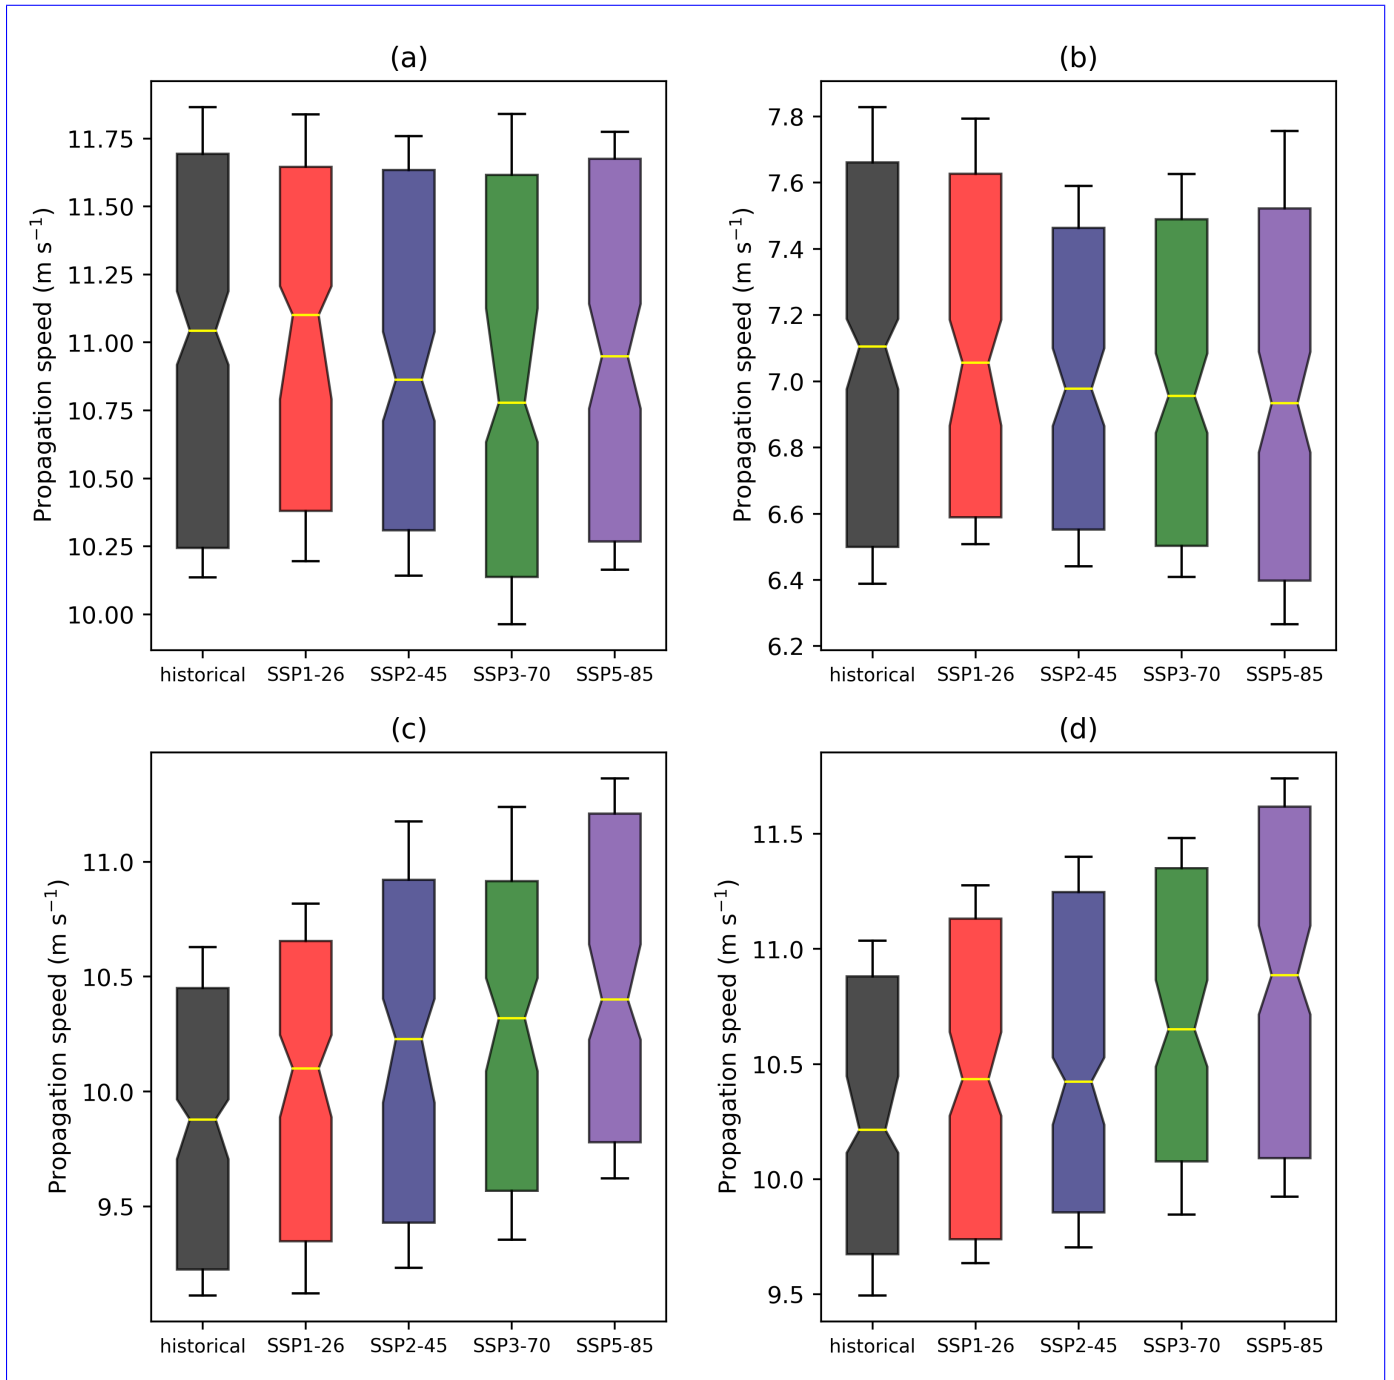 (a)
Propagation speed (m s⁻¹)
11.75
11.50
11.25
11.00
10.75
10.50
10.25
10.00
historical SSP1-26 SSP2-45 SSP3-70 SSP5-85
(b)
Propagation speed (m s⁻¹)
7.8
7.6
7.4
7.2
7.0
6.8
6.6
6.4
6.2
historical SSP1-26 SSP2-45 SSP3-70 SSP5-85
(c)
Propagation speed (m s⁻¹)
11.0
10.5
10.0
9.5
historical SSP1-26 SSP2-45 SSP3-70 SSP5-85
(d)
Propagation speed (m s⁻¹)
11.5
11.0
10.5
10.0
9.5
historical SSP1-26 SSP2-45 SSP3-70 SSP5-85